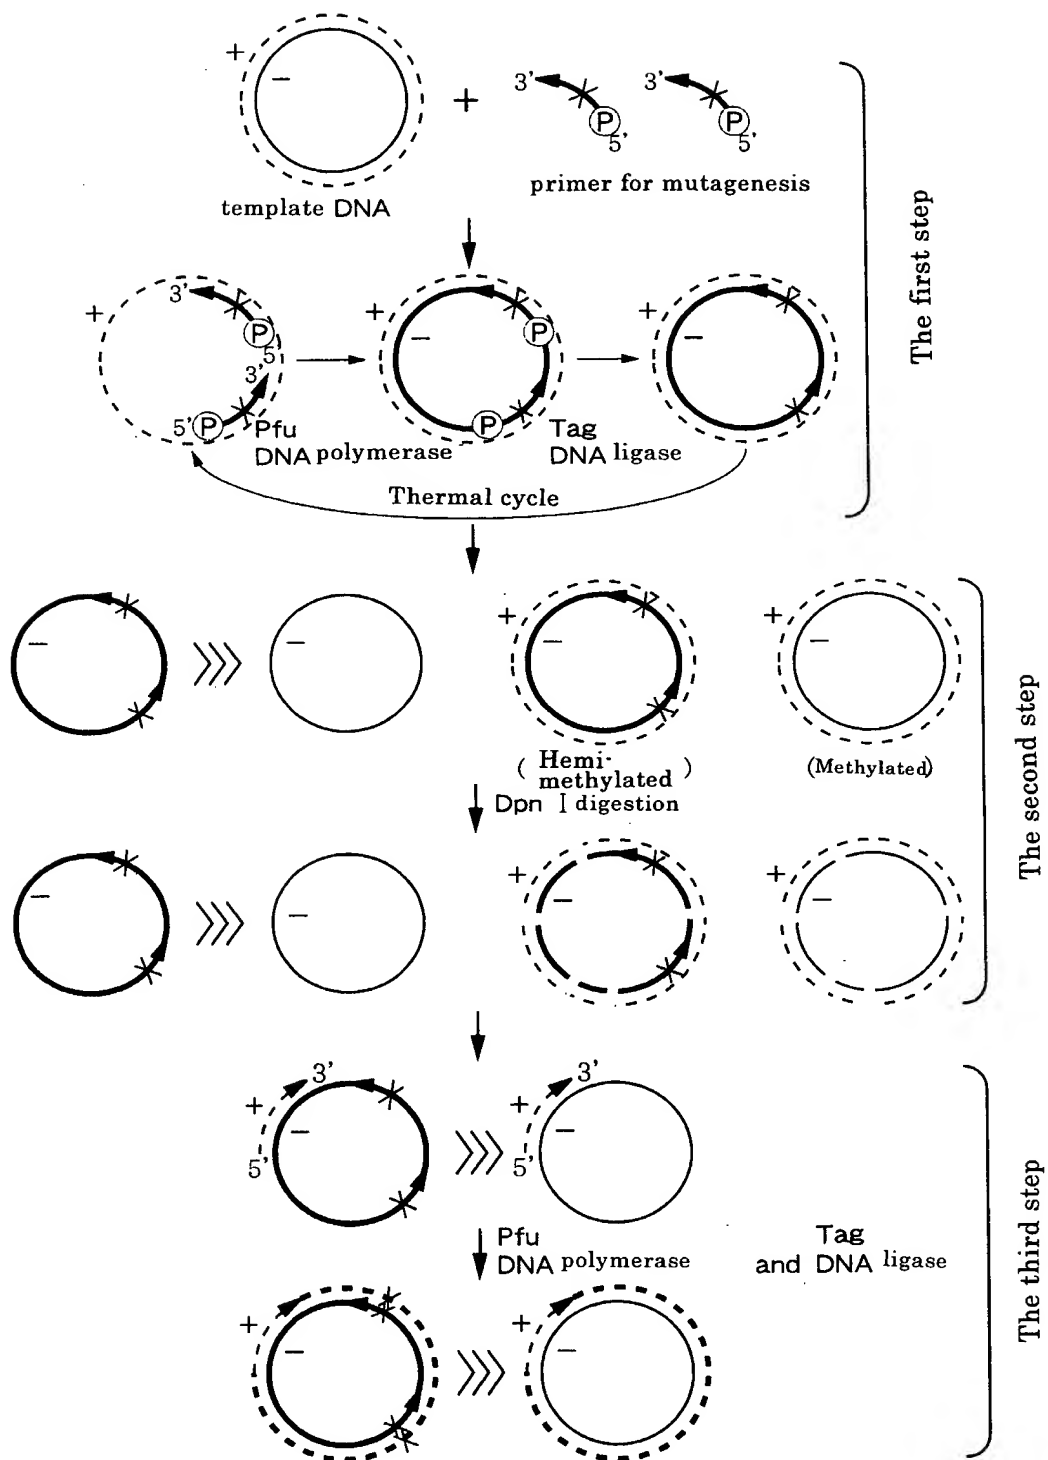 +
−
+
3'
P
5'
3'
P
5'
template DNA
primer for mutagenesis
The first step
+
3'
P
5'
3'
5'
P
Pfu
DNA polymerase
+
−
P
P
Tag
DNA ligase
+
−
Thermal cycle
−
−
+
−
+
−
( Hemi-
methylated )
(Methylated)
Dpn I digestion
The second step
−
−
+
−
+
−
3'
+
−
5'
3'
+
−
5'
Pfu
DNA polymerase
Tag
and DNA ligase
The third step
+
−
+
−